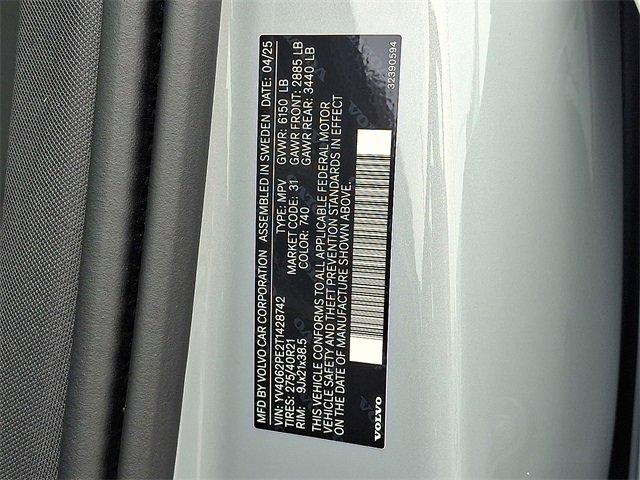 MFD BY VOLVO CAR CORPORATION ASSEMBLED IN SWEDEN DATE: 04/25
VIN: YV4062PE2T1428742 TYPE: MPV GVWR: 6150 LB
TIRES: 275/40R21 MARKET CODE: 31 GAWR FRONT: 2885 LB
RIM: 9Jx21x38.5 COLOR: 740 GAWR REAR: 3440 LB
THIS VEHICLE CONFORMS TO ALL APPLICABLE FEDERAL MOTOR
VEHICLE SAFETY AND THEFT PREVENTION STANDARDS IN EFFECT
ON THE DATE OF MANUFACTURE SHOWN ABOVE.
VOLVO 32390594